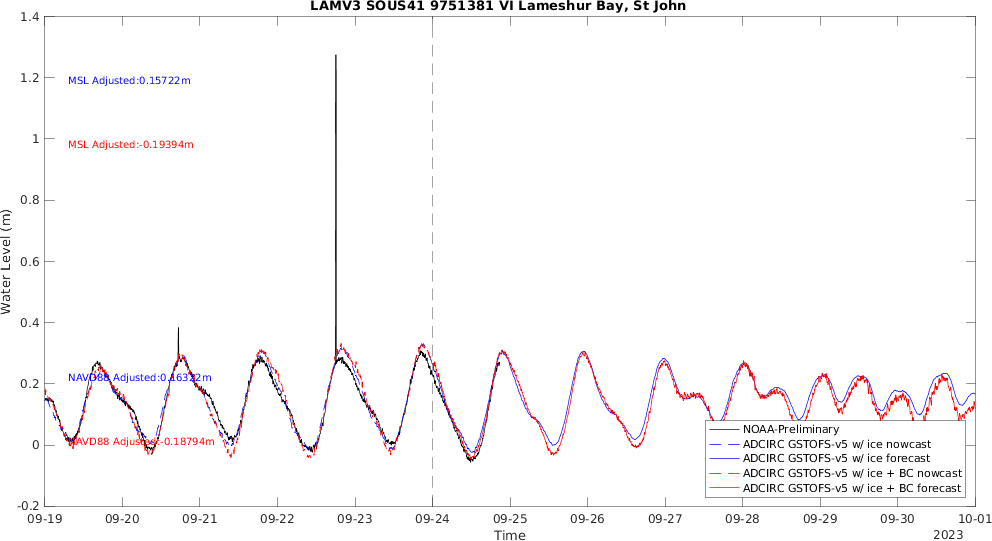 LAMV3 SOUS41 9751381 VI Lameshur Bay, St John
1.4
1.2
1
0.8
0.6
0.4
0.2
0
-0.2
Water Level (m)
MSL Adjusted:0.15722m
MSL Adjusted:-0.19394m
NAVD88 Adjusted:0.16322m
NAVD88 Adjusted:-0.18794m
NOAA-Preliminary
ADCIRC GSTOFS-v5 w/ ice nowcast
ADCIRC GSTOFS-v5 w/ ice forecast
ADCIRC GSTOFS-v5 w/ ice + BC nowcast
ADCIRC GSTOFS-v5 w/ ice + BC forecast
09-19 09-20 09-21 09-22 09-23 09-24 09-25 09-26 09-27 09-28 09-29 09-30 10-01
Time
2023